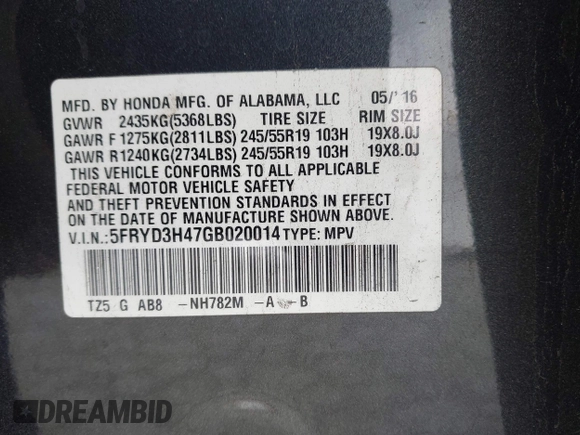 MFD. BY HONDA MFG. OF ALABAMA, LLC 05/'16
GVWR 2435KG(5368LBS) TIRE SIZE RIM SIZE
GAWR F1275KG(2811LBS) 245/55R19 103H 19X8.0J
GAWR R1240KG(2734LBS) 245/55R19 103H 19X8.0J
THIS VEHICLE CONFORMS TO ALL APPLICABLE
FEDERAL MOTOR VEHICLE SAFETY
AND THEFT PREVENTION STANDARDS IN EFFECT
ON THE DATE OF MANUFACTURE SHOWN ABOVE.
V.I.N.:5FRYD3H47GB020014 TYPE: MPV
TZ5 G AB8 -NH782M -A -B
DREAMBID